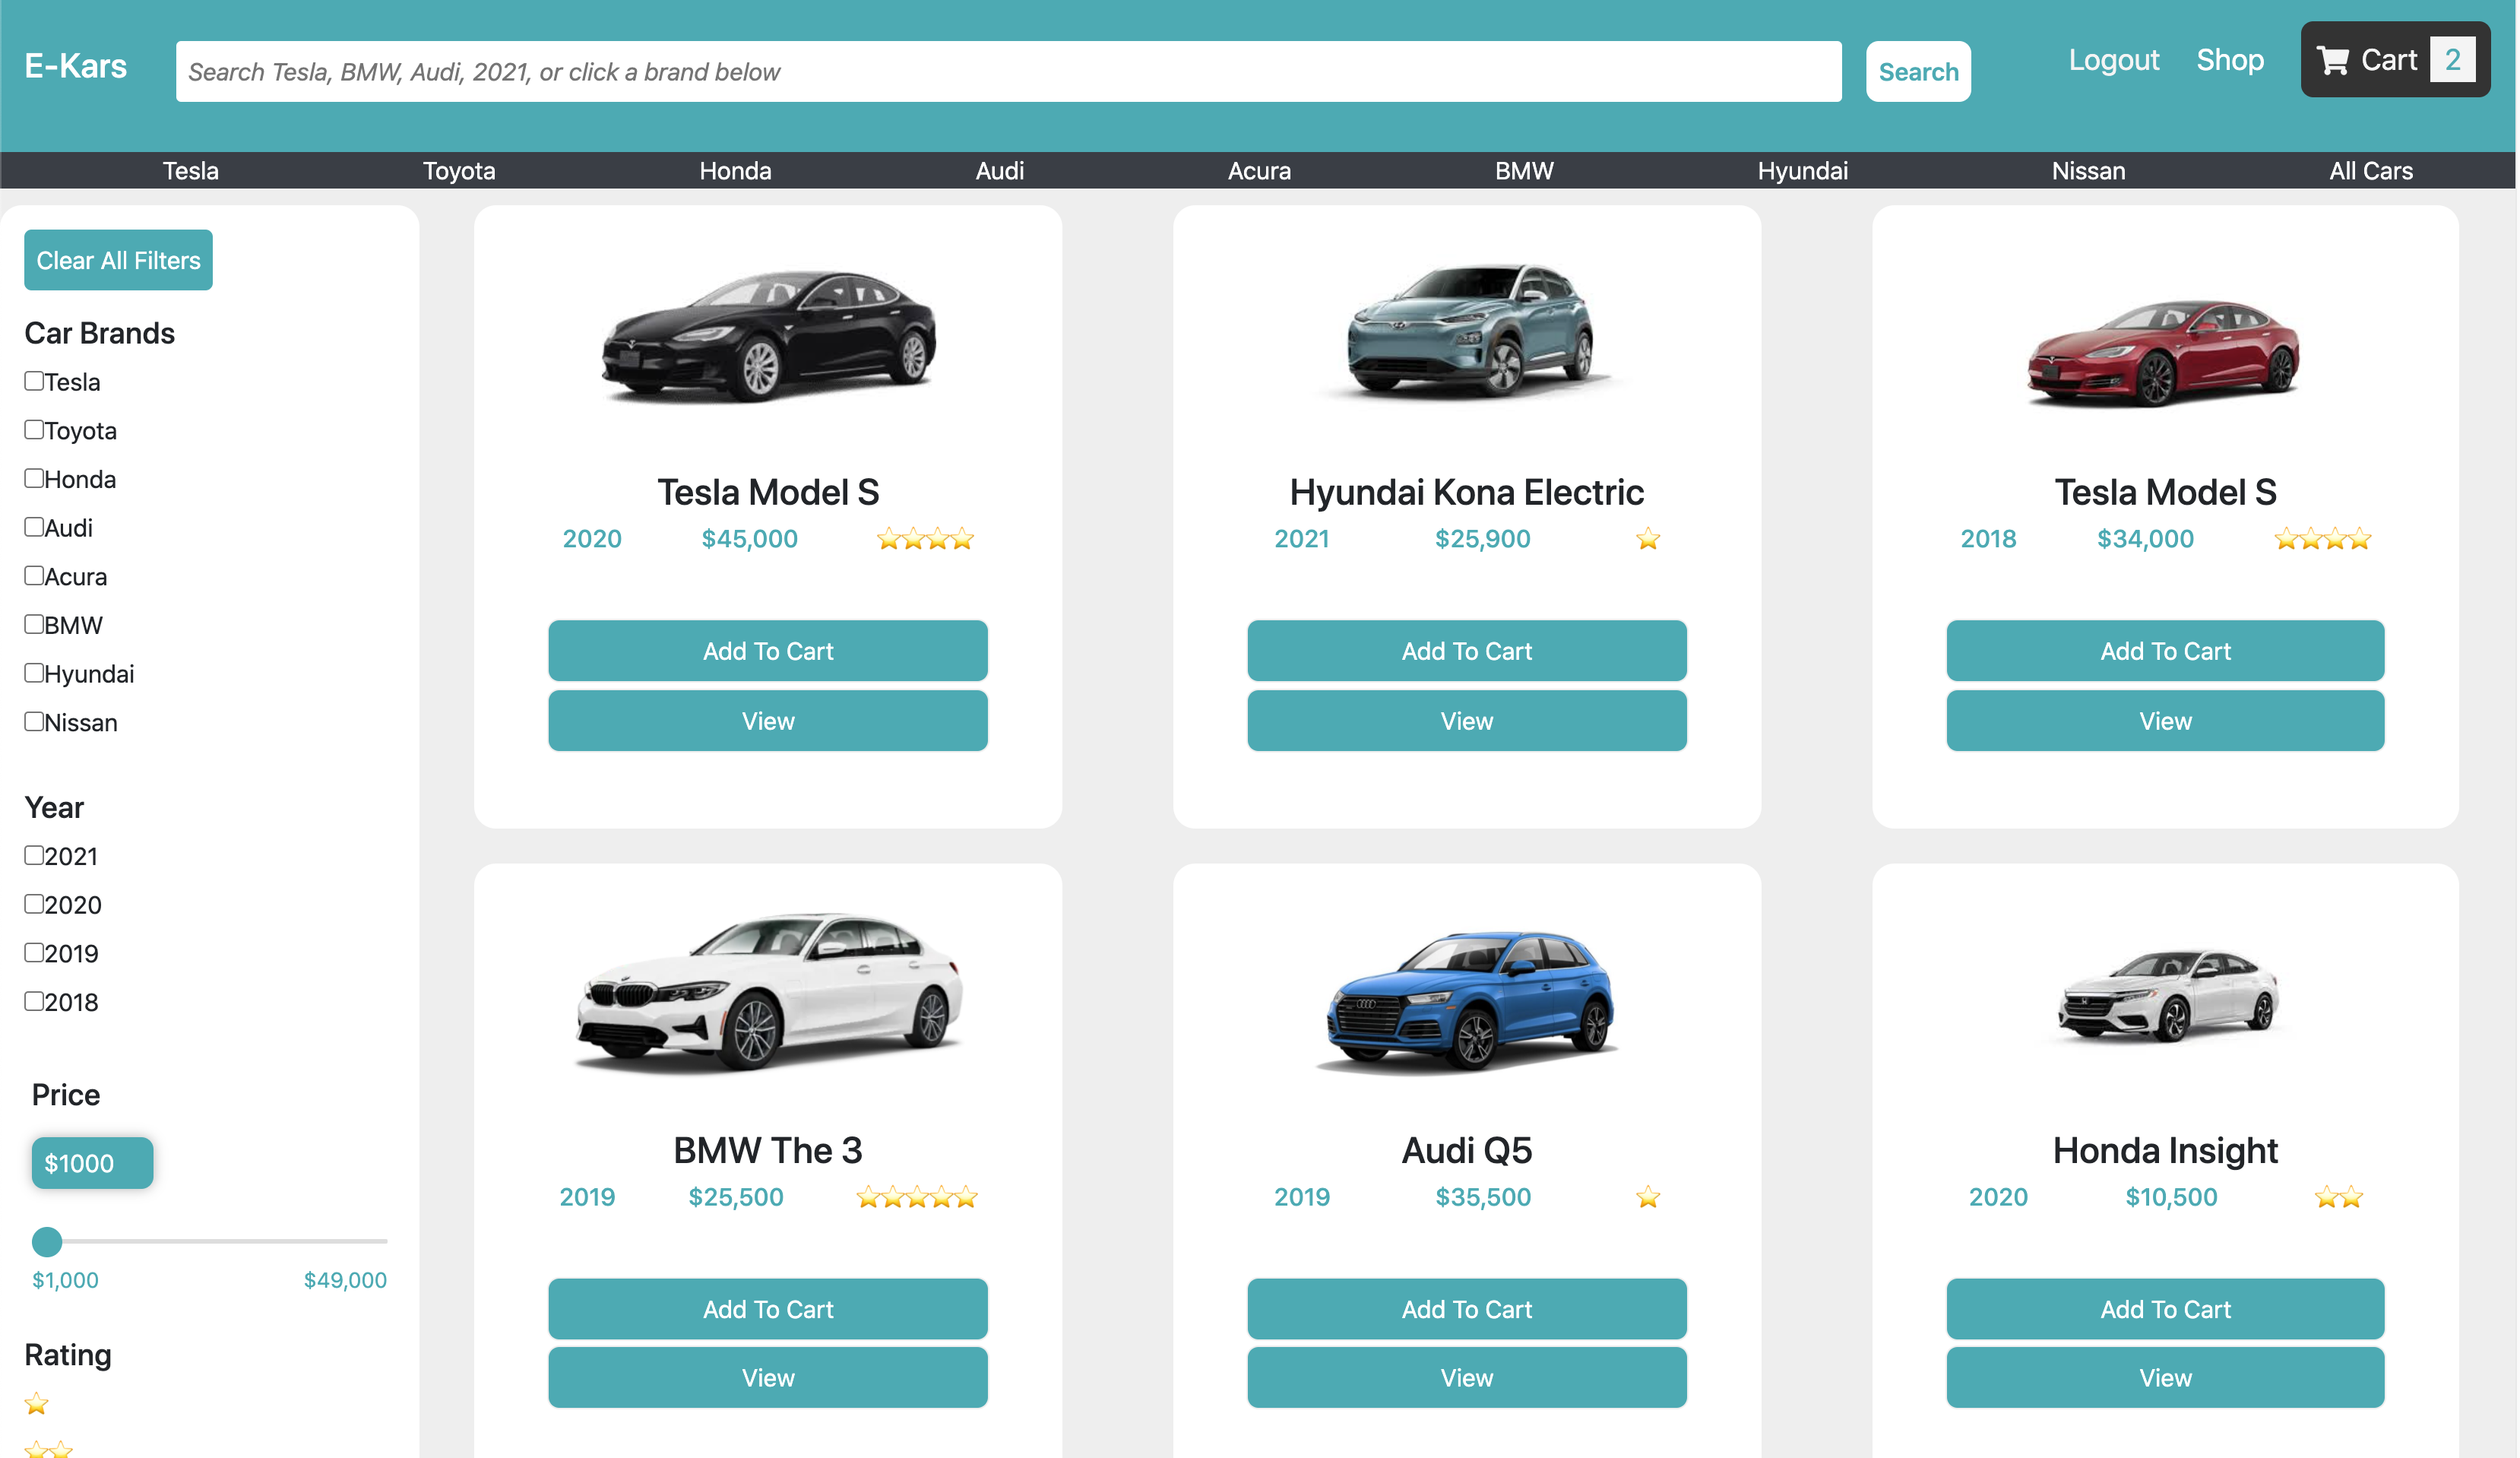 E-Kars
Search Tesla, BMW, Audi, 2021, or click a brand below
Search
Logout Shop Cart 2
Tesla Toyota Honda Audi Acura BMW Hyundai Nissan All Cars
Clear All Filters
Car Brands
Tesla
Toyota
Honda
Audi
Acura
BMW
Hyundai
Nissan
Year
2021
2020
2019
2018
Price
$1000
$1,000 $49,000
Rating
Tesla Model S
2020 $45,000
Add To Cart
View
Hyundai Kona Electric
2021 $25,900
Add To Cart
View
Tesla Model S
2018 $34,000
Add To Cart
View
BMW The 3
2019 $25,500
Add To Cart
View
Audi Q5
2019 $35,500
Add To Cart
View
Honda Insight
2020 $10,500
Add To Cart
View